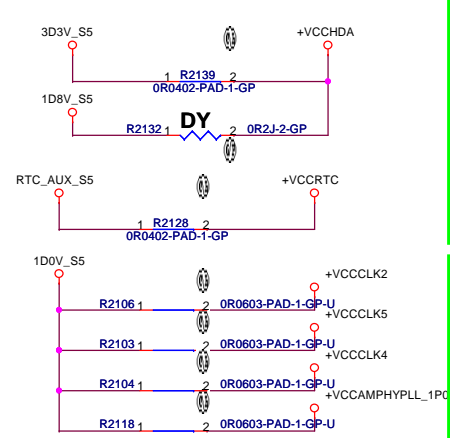 3D3V_S5 +VCCHDA
1 R2139 2
0R0402-PAD-1-GP
1D8V_S5
DY
R2132 1 2 0R2J-2-GP
RTC_AUX_S5 +VCCRTC
1 R2128 2
0R0402-PAD-1-GP
1D0V_S5
+VCCCLK2
R2106 1 2 0R0603-PAD-1-GP-U
+VCCCLK5
R2103 1 2 0R0603-PAD-1-GP-U
+VCCCLK4
R2104 1 2 0R0603-PAD-1-GP-U
+VCCAMPHYPLL_1P0
R2118 1 2 0R0603-PAD-1-GP-U